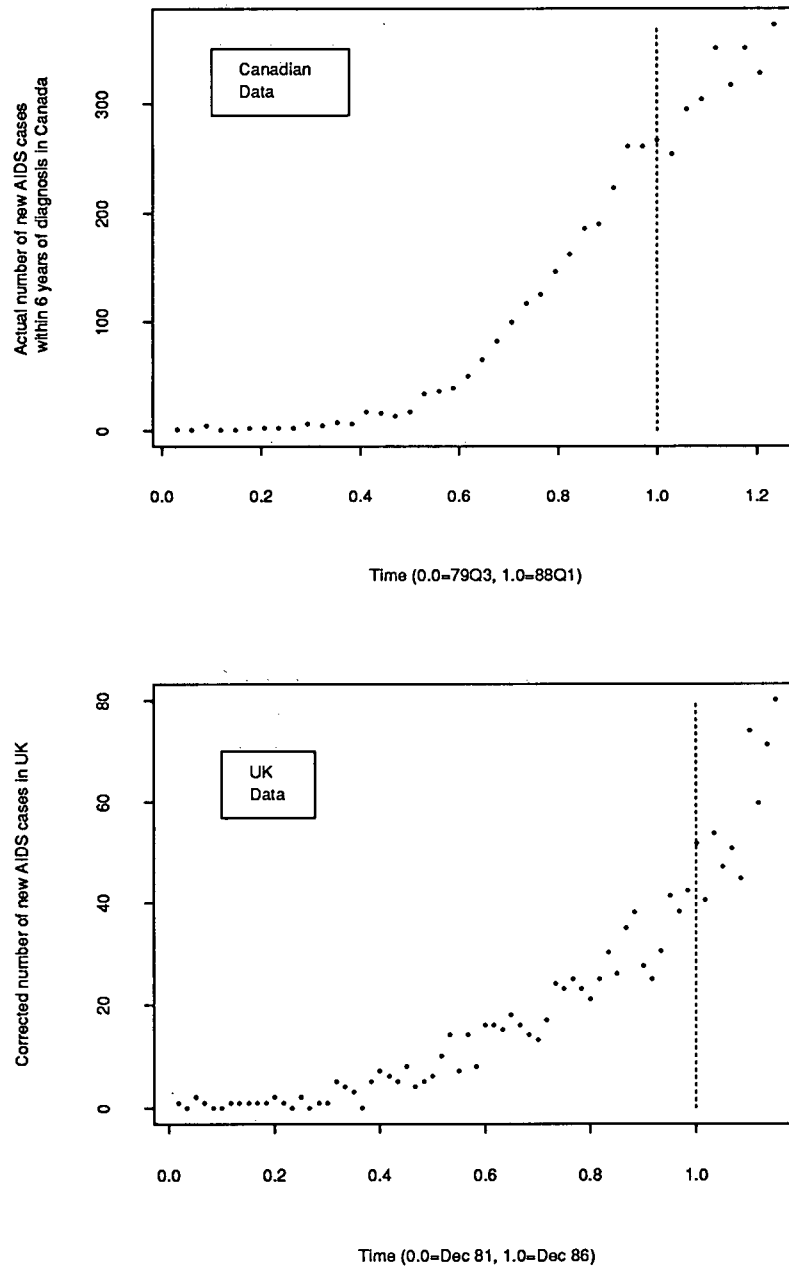 Canadian
Data
Actual number of new AIDS cases
within 6 years of diagnosis in Canada
300
200
100
0
0.0 0.2 0.4 0.6 0.8 1.0 1.2
Time (0.0=79Q3, 1.0=88Q1)
UK
Data
Corrected number of new AIDS cases in UK
80
60
40
20
0
0.0 0.2 0.4 0.6 0.8 1.0
Time (0.0=Dec 81, 1.0=Dec 86)